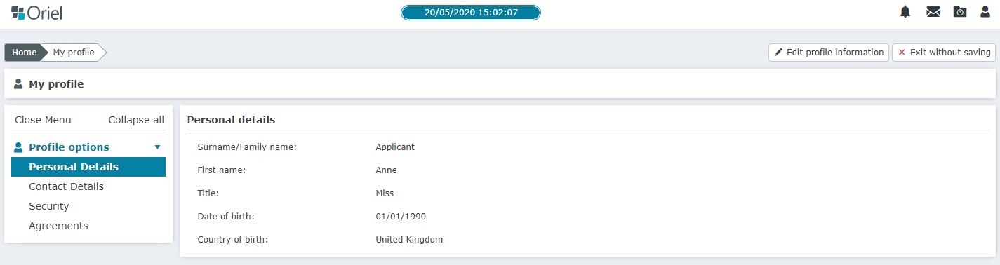 Oriel
20/05/2020 15:02:07
Home My profile
Edit profile information Exit without saving
My profile
Close Menu Collapse all
Profile options
Personal Details
Contact Details
Security
Agreements
Personal details
Surname/Family name: Applicant
First name: Anne
Title: Miss
Date of birth: 01/01/1990
Country of birth: United Kingdom